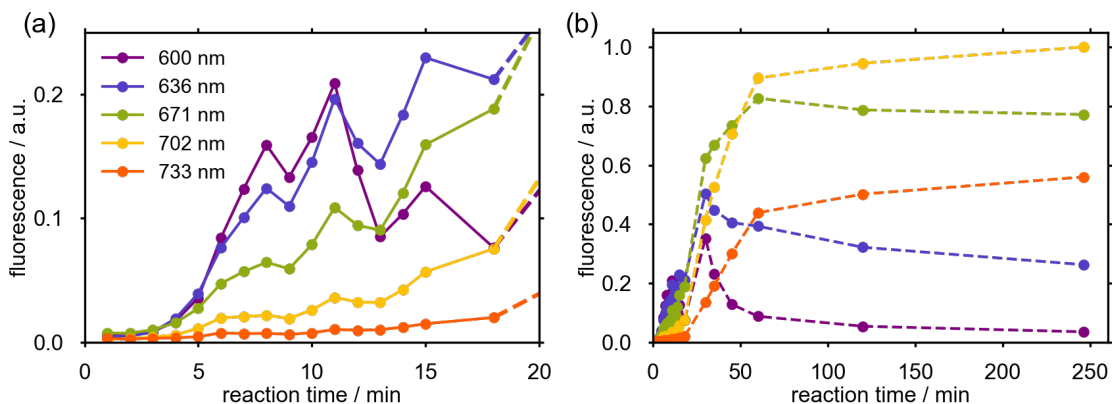 (a)
fluorescence / a.u.
0.2
0.1
0.0
600 nm
636 nm
671 nm
702 nm
733 nm
0 5 10 15 20
reaction time / min
(b)
fluorescence / a.u.
1.0
0.8
0.6
0.4
0.2
0.0
0 50 100 150 200 250
reaction time / min